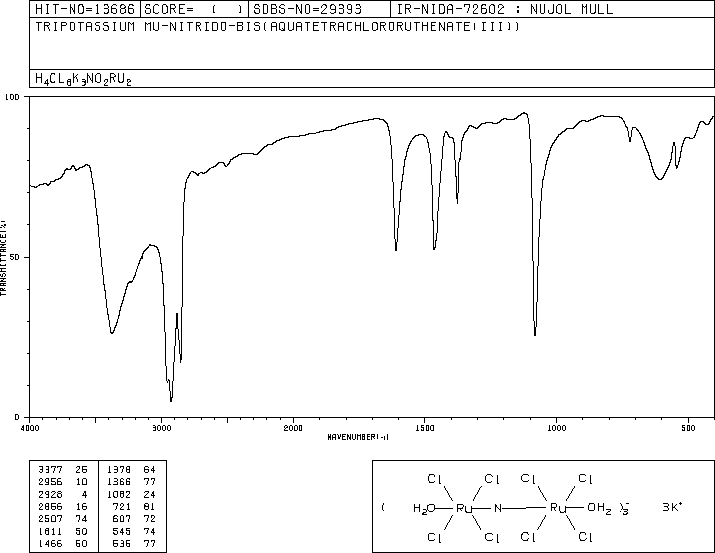 HIT-NO=13686 SCORE= ( ) SDBS-NO=29393 IR-NIDA-72602 : NUJOL MULL
TRIPOTASSIUM MU-NITRIDO-BIS(AQUATETRACHLORORUTHENATE(III))
H4CL8K3NO2RU2
100
50
0
TRANSMITTANCE(%)
4000 3000 2000 1500 1000 500
WAVENUMBER(-1)
3377 26 1378 64
2956 10 1366 77
2928 4 1082 24
2866 16 721 81
2507 74 607 72
1611 50 545 74
1466 50 536 77
Cl Cl Cl Cl
( H2O Ru N Ru OH2 )3- 3K+
Cl Cl Cl Cl